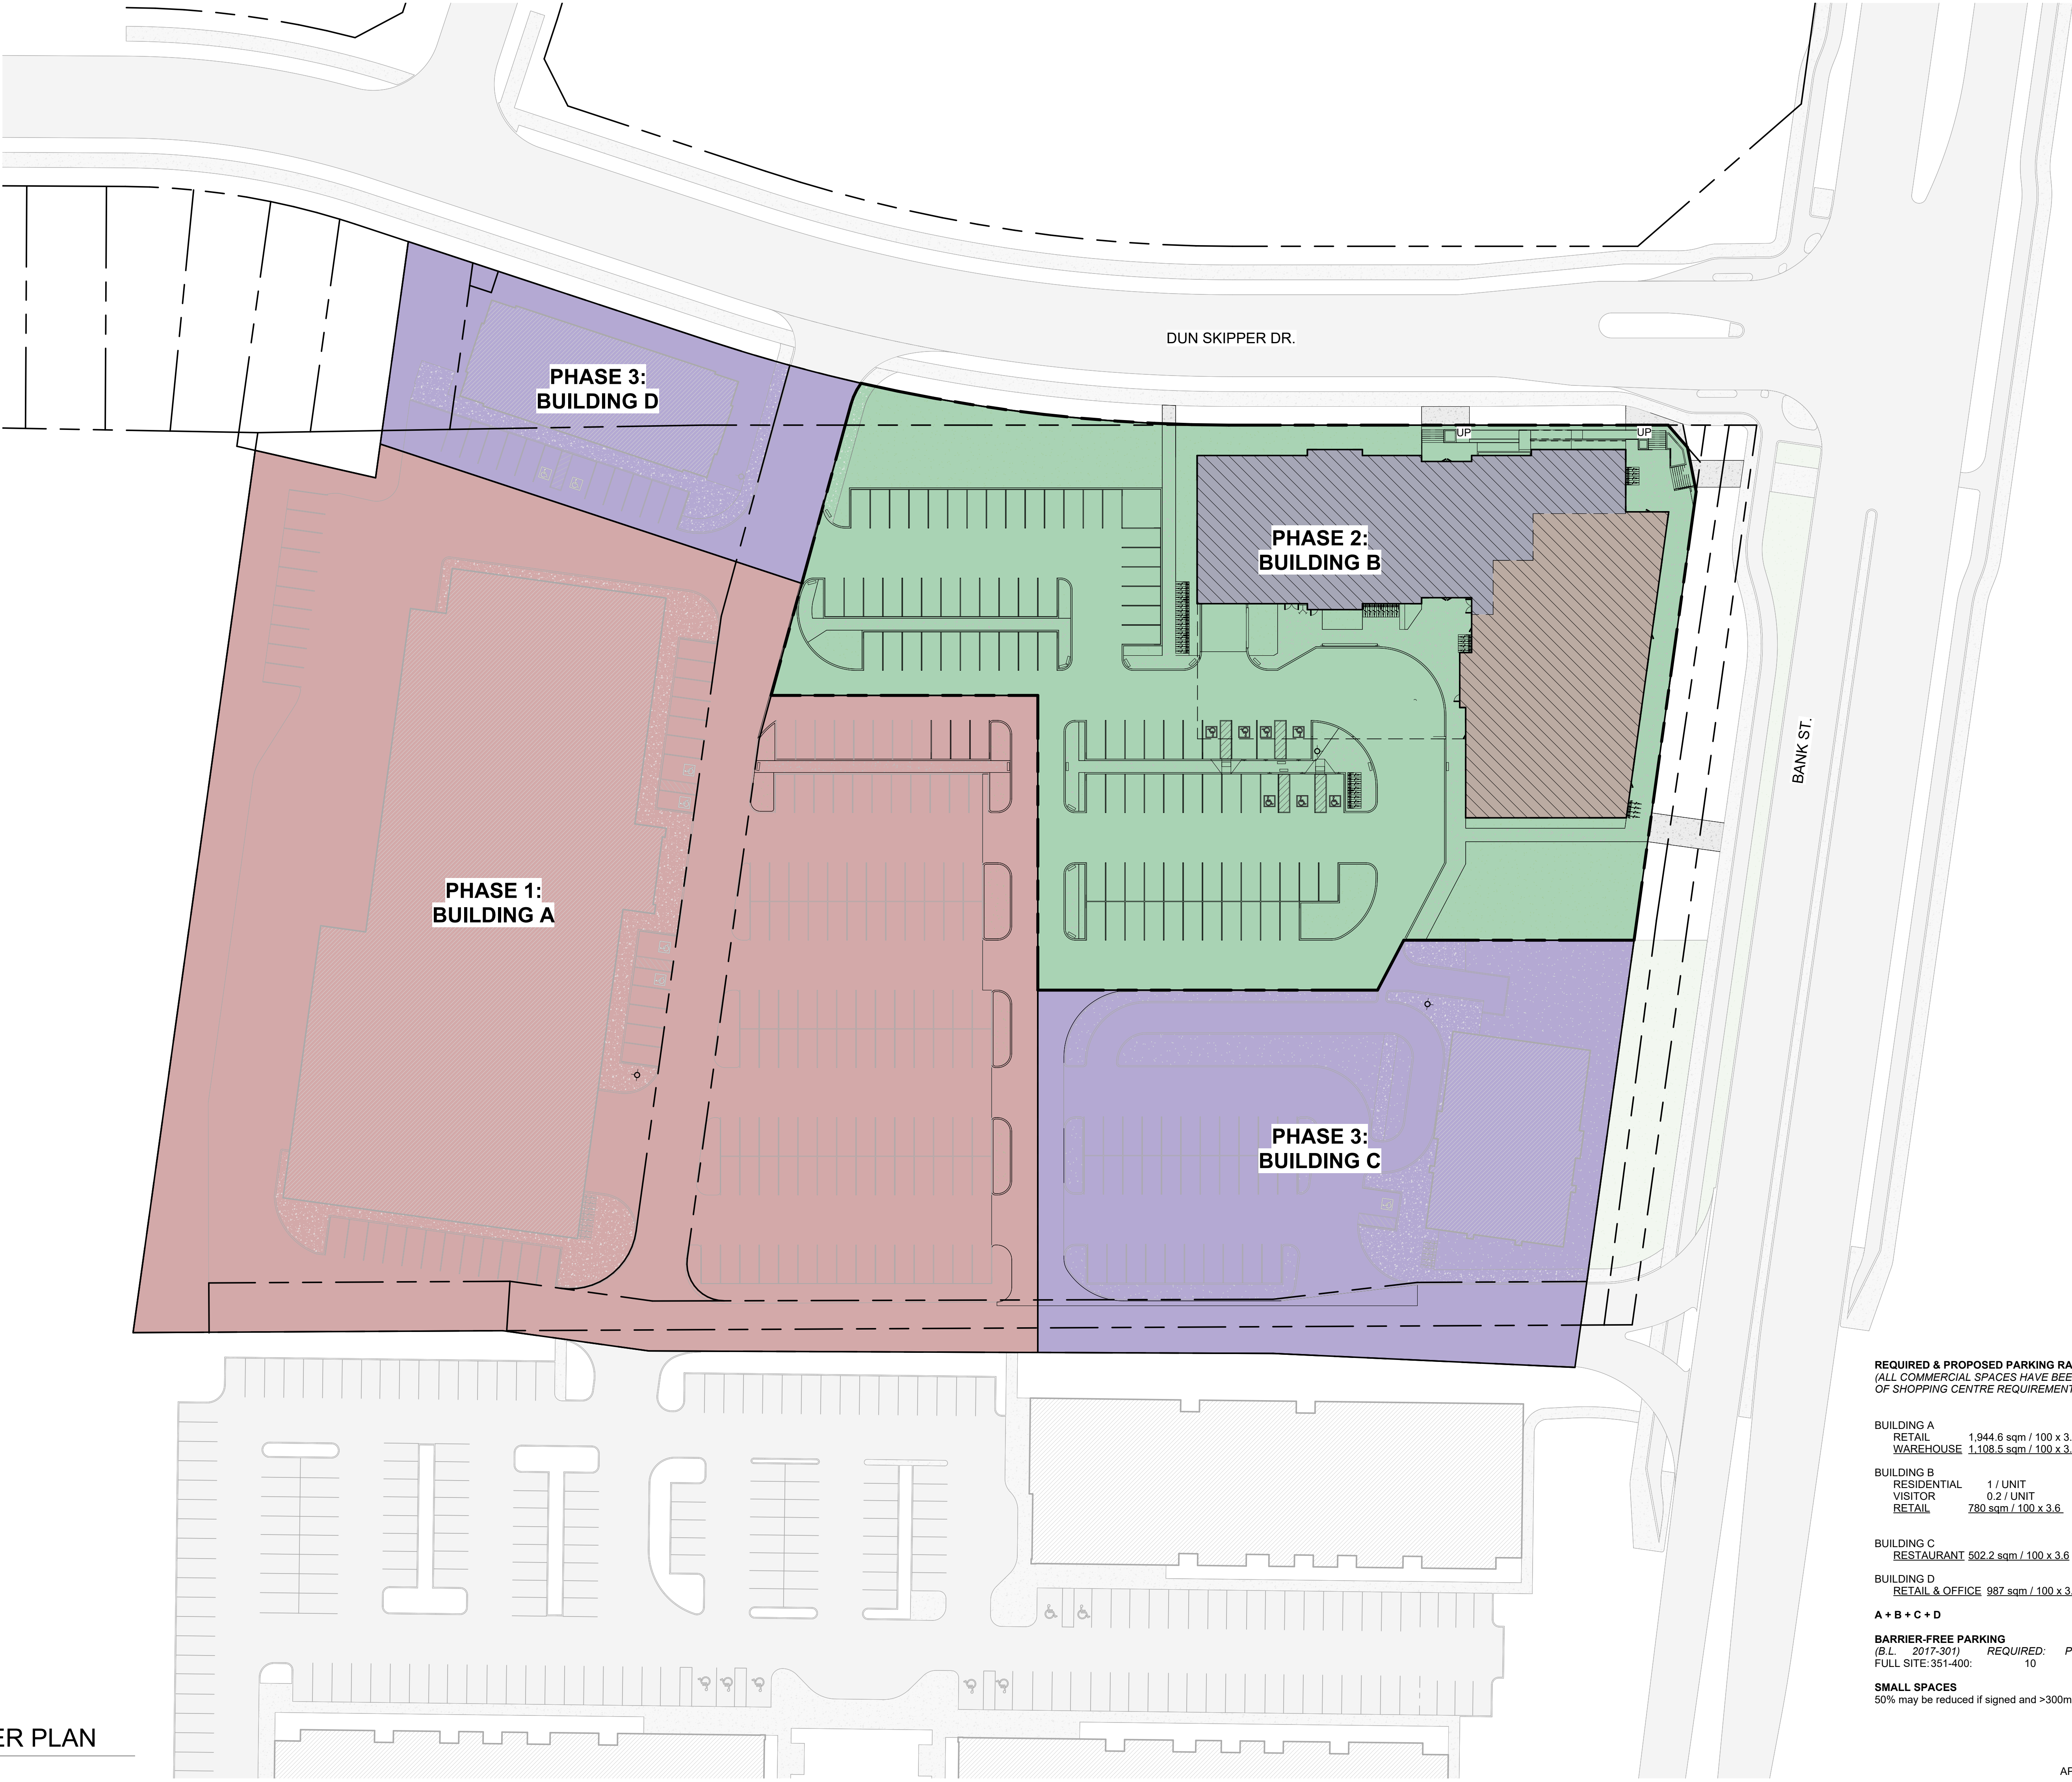 DUN SKIPPER DR.
PHASE 3:
BUILDING D
UP
UP
PHASE 2:
BUILDING B
BANK ST.
PHASE 1:
BUILDING A
PHASE 3:
BUILDING C
REQUIRED & PROPOSED PARKING RA
(ALL COMMERCIAL SPACES HAVE BEE
OF SHOPPING CENTRE REQUIREMENT
BUILDING A
RETAIL 1,944.6 sqm / 100 x 3.
WAREHOUSE 1,108.5 sqm / 100 x 3.
BUILDING B
RESIDENTIAL 1 / UNIT
VISITOR 0.2 / UNIT
RETAIL 780 sqm / 100 x 3.6
BUILDING C
RESTAURANT 502.2 sqm / 100 x 3.6
BUILDING D
RETAIL & OFFICE 987 sqm / 100 x 3.
A + B + C + D
BARRIER-FREE PARKING
(B.L. 2017-301) REQUIRED: P
FULL SITE: 351-400: 10
SMALL SPACES
50% may be reduced if signed and >300m
ER PLAN